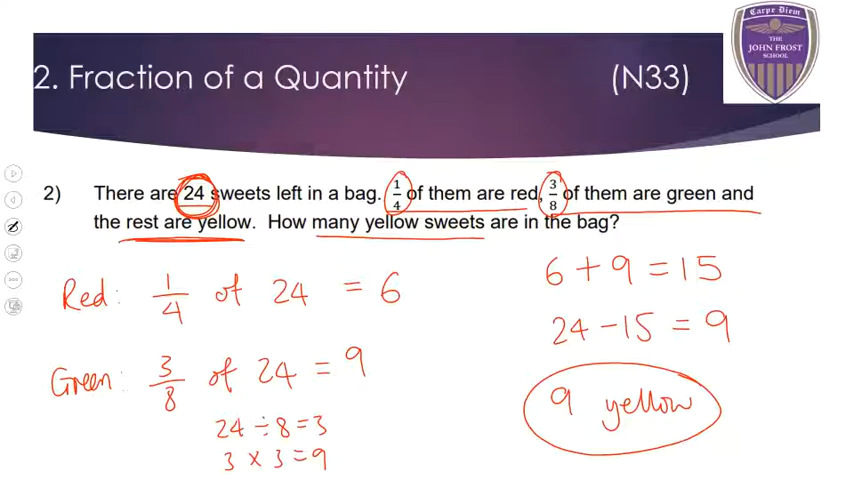 Carpe Diem
THE
JOHN FROST
SCHOOL
2. Fraction of a Quantity (N33)
2) There are 24 sweets left in a bag. 1/4 of them are red, 3/8 of them are green and
the rest are yellow. How many yellow sweets are in the bag?
Red: 1/4 of 24 = 6
Green: 3/8 of 24 = 9
24 ÷ 8 = 3
3 × 3 = 9
6 + 9 = 15
24 - 15 = 9
9 yellow